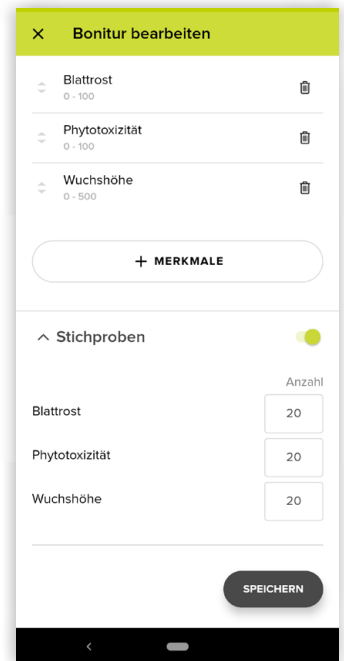 Bonitur bearbeiten
Blattrost
0 - 100
Phytotoxizität
0 - 100
Wuchshöhe
0 - 500
+ MERKMALE
Stichproben
Anzahl
Blattrost 20
Phytotoxizität 20
Wuchshöhe 20
SPEICHERN